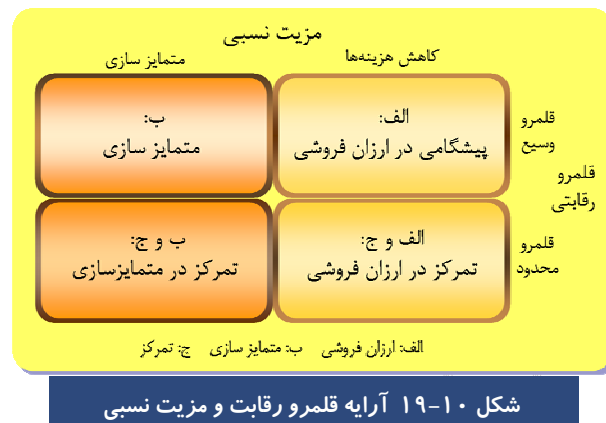 مزیت نسبی
کاهش هزینه‌ها
متمایز سازی
قلمرو رقابتی
قلمرو
وسیع
الف:
پیشگامی در ارزان فروشی
ب:
متمایز سازی
قلمرو
محدود
الف و ج:
تمرکز در ارزان فروشی
ب و ج:
تمرکز در متمایزسازی
الف: ارزان فروشی ب: متمایز سازی ج: تمرکز
شکل ۱۰-۱۹ آرایه قلمرو رقابت و مزیت نسبی